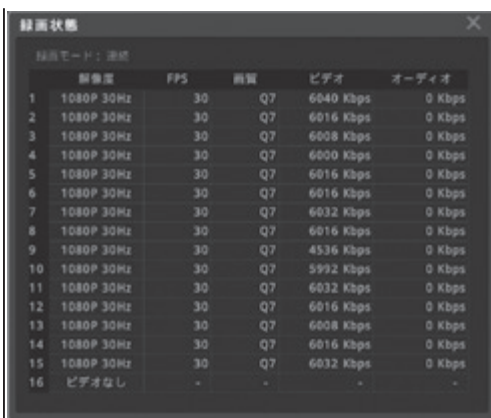 録画状態
録画モード: 連続
解像度 FPS 画質 ビデオ オーディオ
1 1080P 30Hz 30 Q7 6040 Kbps 0 Kbps
2 1080P 30Hz 30 Q7 6016 Kbps 0 Kbps
3 1080P 30Hz 30 Q7 6008 Kbps 0 Kbps
4 1080P 30Hz 30 Q7 6000 Kbps 0 Kbps
5 1080P 30Hz 30 Q7 6016 Kbps 0 Kbps
6 1080P 30Hz 30 Q7 6016 Kbps 0 Kbps
7 1080P 30Hz 30 Q7 6032 Kbps 0 Kbps
8 1080P 30Hz 30 Q7 6016 Kbps 0 Kbps
9 1080P 30Hz 30 Q7 4536 Kbps 0 Kbps
10 1080P 30Hz 30 Q7 5992 Kbps 0 Kbps
11 1080P 30Hz 30 Q7 6032 Kbps 0 Kbps
12 1080P 30Hz 30 Q7 6016 Kbps 0 Kbps
13 1080P 30Hz 30 Q7 6008 Kbps 0 Kbps
14 1080P 30Hz 30 Q7 6016 Kbps 0 Kbps
15 1080P 30Hz 30 Q7 6032 Kbps 0 Kbps
16 ビデオなし - - - -